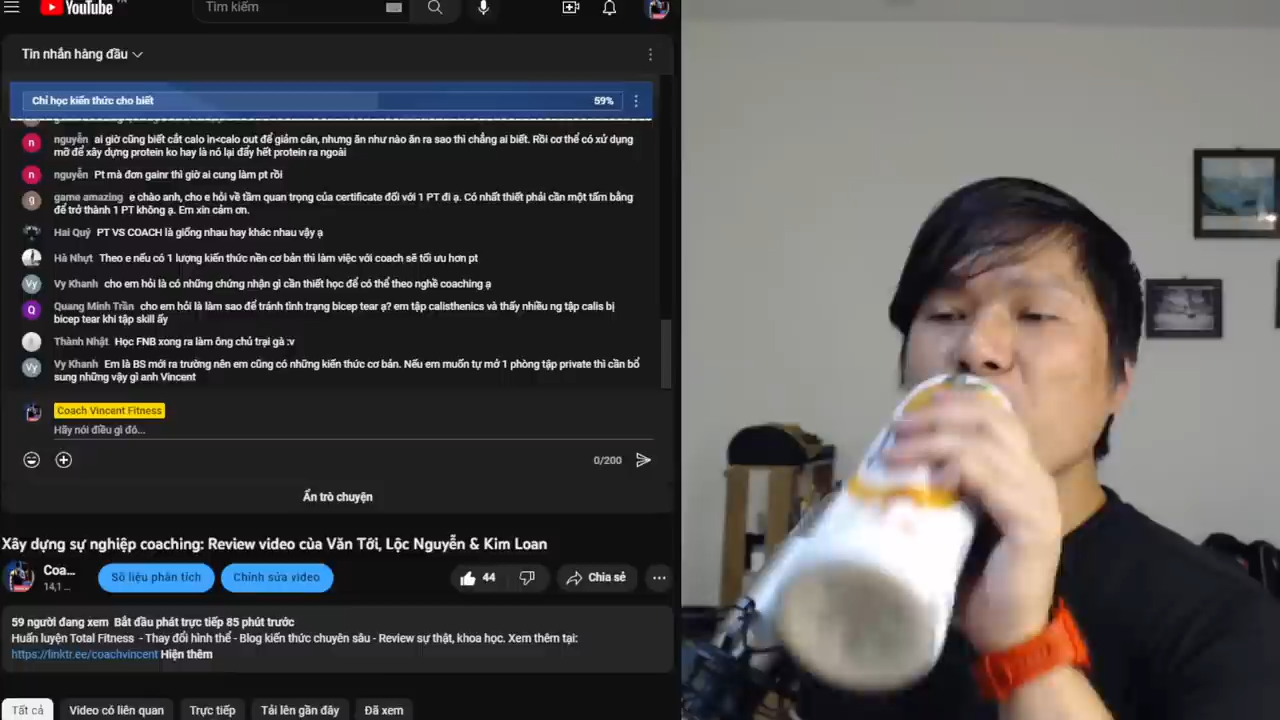 YouTube
Tìm kiếm
Tin nhắn hàng đầu
Chỉ học kiến thức cho biết 59%
nguyễn ai giờ cũng biết cắt calo in<calo out để giảm cân, nhưng ăn như nào ăn ra sao thì chẳng ai biết. Rồi cơ thể có xử dụng
mỡ để xây dựng protein ko hay là nó lại đẩy hết protein ra ngoài
nguyễn Pt mà đơn gainr thì giờ ai cung làm pt rồi
game amazing e chào anh, cho e hỏi về tầm quan trọng của certificate đối với 1 PT đi ạ. Có nhất thiết phải cần một tấm bằng
để trở thành 1 PT không ạ. Em xin cảm ơn.
Hai Quý PT VS COACH là giống nhau hay khác nhau vậy ạ
Hà Nhựt Theo e nếu có 1 lượng kiến thức nền cơ bản thì làm việc với coach sẽ tối ưu hơn pt
Vy Khanh cho em hỏi là có những chứng nhận gì cần thiết học để có thể theo nghề coaching ạ
Quang Minh Trần cho em hỏi là làm sao để tránh tình trạng bicep tear ạ? em tập calisthenics và thấy nhiều ng tập calis bị
bicep tear khi tập skill ấy
Thành Nhật Học FNB xong ra làm ông chủ trại gà :v
Vy Khanh Em là BS mới ra trường nên em cũng có những kiến thức cơ bản. Nếu em muốn tự mở 1 phòng tập private thì cần bổ
sung những vậy gì anh Vincent
Coach Vincent Fitness
Hãy nói điều gì đó...
0/200
Ẩn trò chuyện
Xây dựng sự nghiệp coaching: Review video của Văn Tới, Lộc Nguyễn & Kim Loan
Coa...
14,1 ...
Số liệu phân tích
Chỉnh sửa video
44
Chia sẻ
59 người đang xem Bắt đầu phát trực tiếp 85 phút trước
Huấn luyện Total Fitness - Thay đổi hình thể - Blog kiến thức chuyên sâu - Review sự thật, khoa học. Xem thêm tại:
https://linktr.ee/coachvincent Hiện thêm
Tất cả Video có liên quan Trực tiếp Tải lên gần đây Đã xem